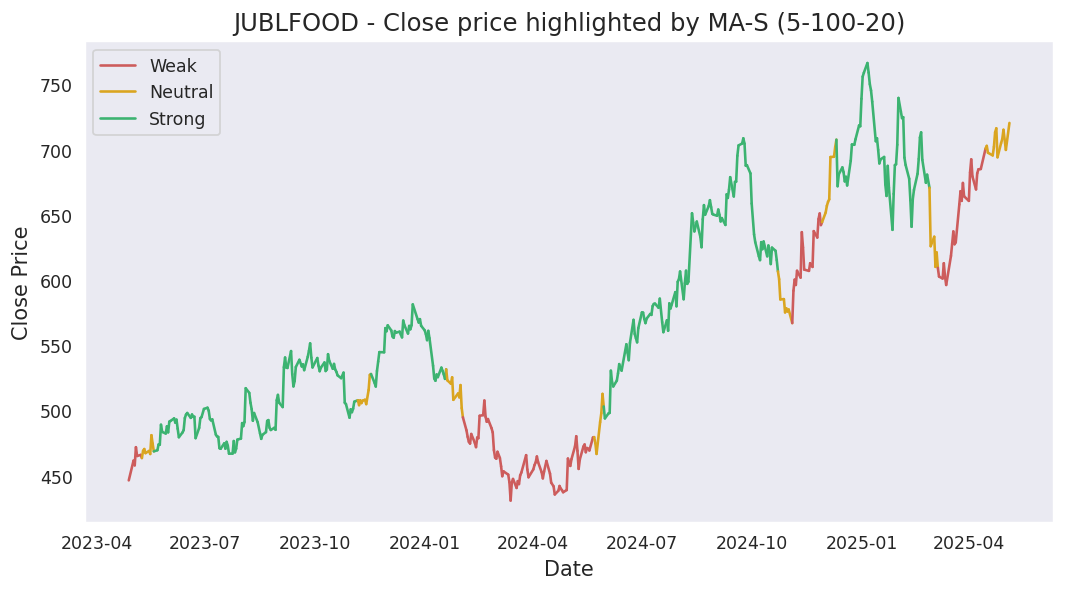 JUBLFOOD - Close price highlighted by MA-S (5-100-20)
Weak
Neutral
Strong
750
700
650
600
550
500
450
Close Price
2023-04 2023-07 2023-10 2024-01 2024-04 2024-07 2024-10 2025-01 2025-04
Date